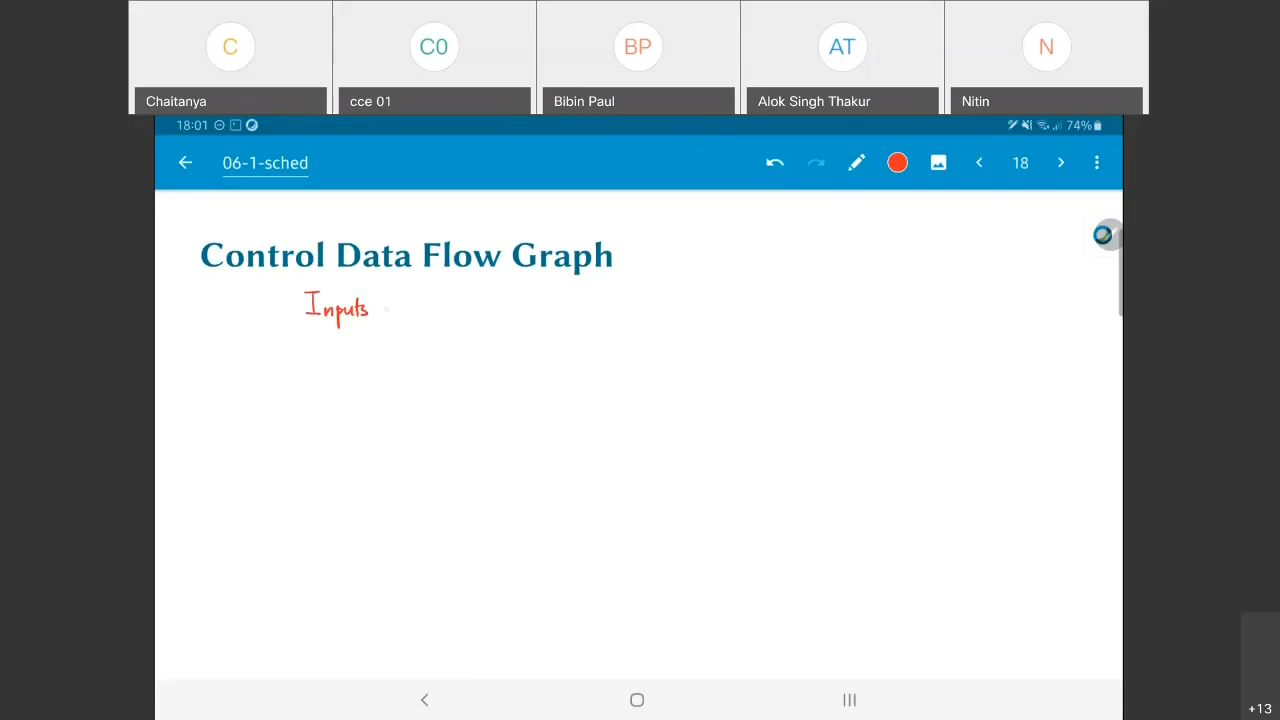 C C0 BP AT N
Chaitanya cce 01 Bibin Paul Alok Singh Thakur Nitin
18:01 74%
06-1-sched 18
Control Data Flow Graph
Inputs
+13